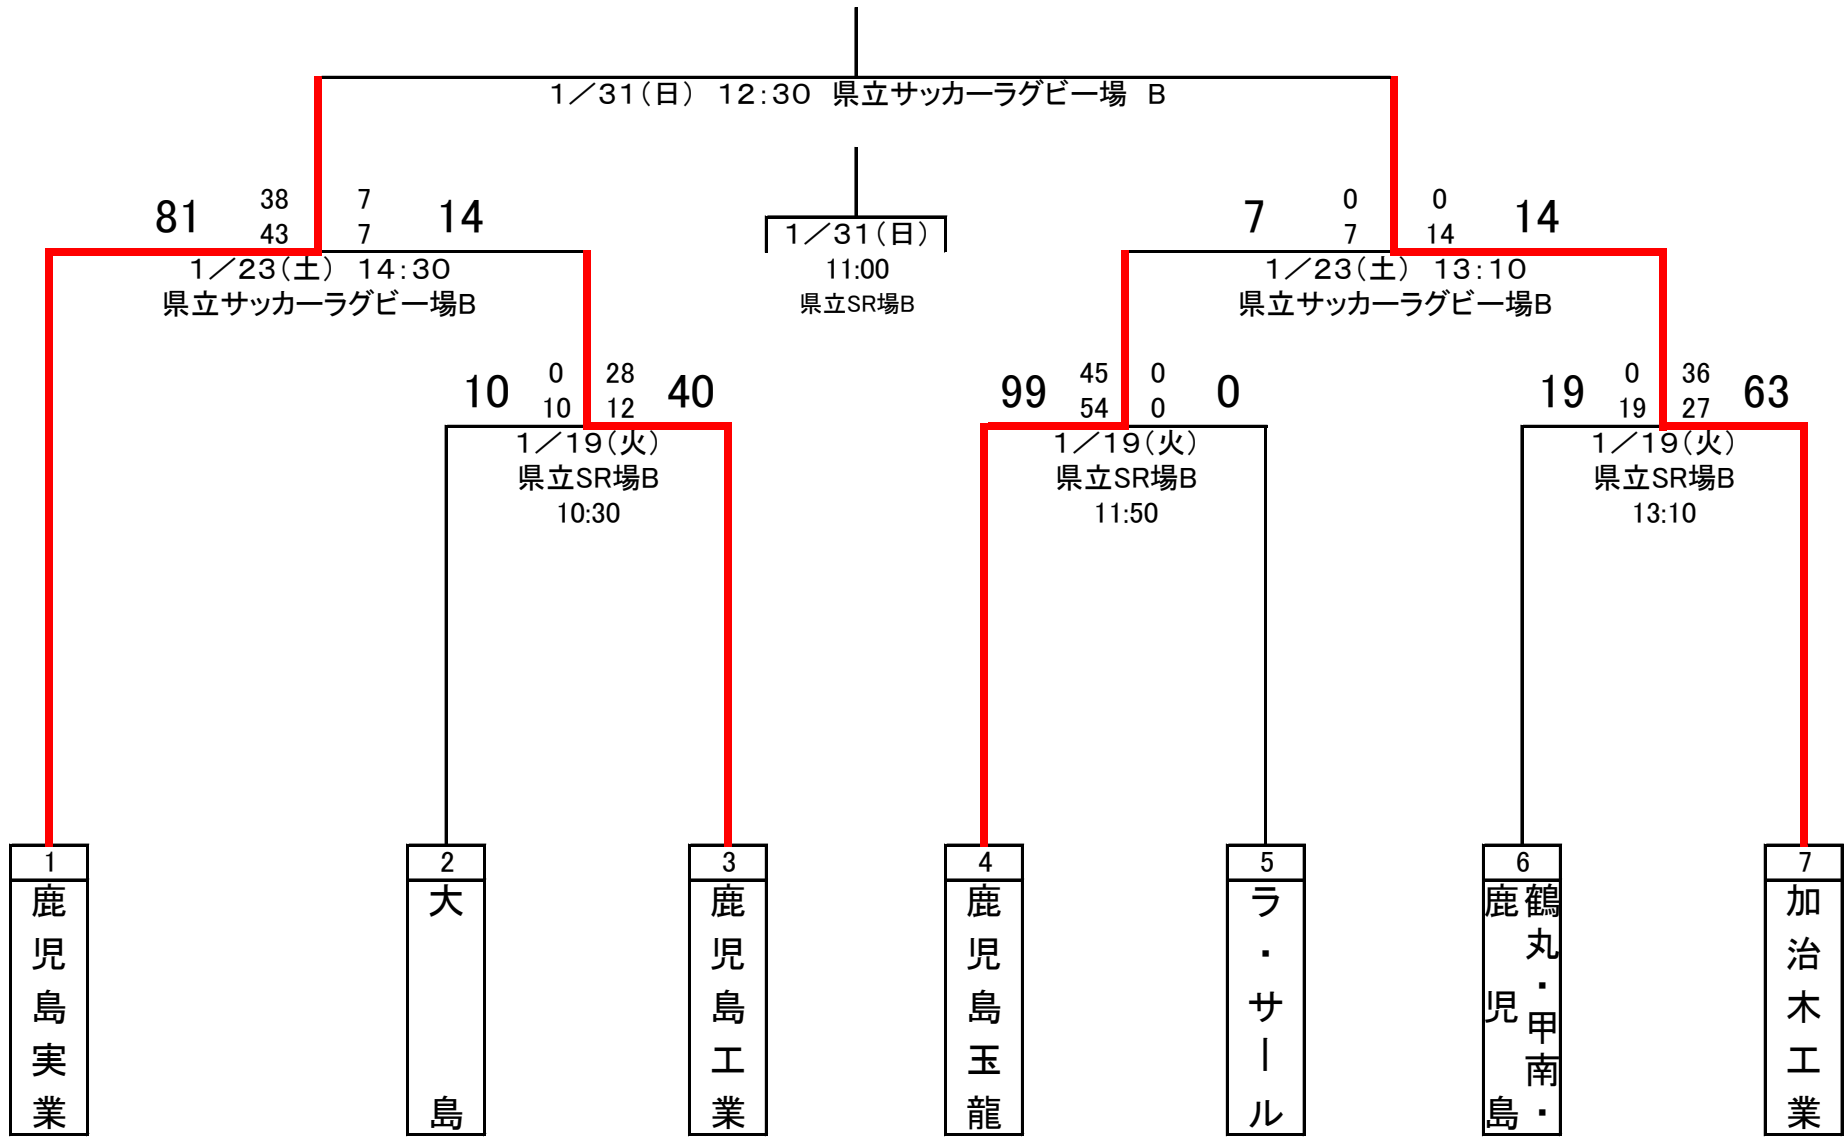 1／31(日)　12:30　県立サッカーラグビー場　B
81
38
7
14
43
7
1／31(日)
11:00
県立SR場B
7
0
0
14
7
14
1／23(土)　14:30
県立サッカーラグビー場B
1／23(土)　13:10
県立サッカーラグビー場B
10
0
28
40
10
12
99
45
0
0
54
0
19
0
36
63
19
27
1／19(火)
県立SR場B
10:30
1／19(火)
県立SR場B
11:50
1／19(火)
県立SR場B
13:10
1
鹿児島実業
2
大島
3
鹿児島工業
4
鹿児島玉龍
5
ラ・サール
6
鶴丸・甲南・
鹿児島
7
加治木工業